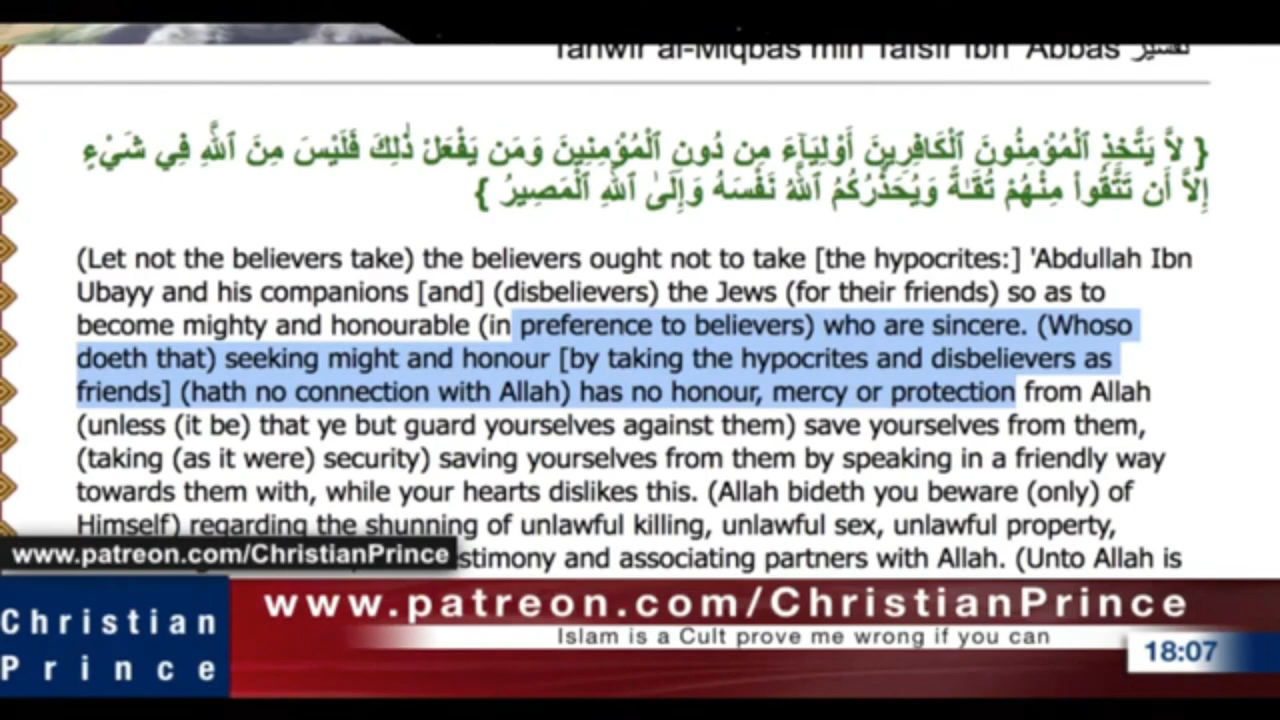 Tanwîr al-Miqbâs min Tafsîr Ibn 'Abbâs تفسير
{ لاَّ يَتَّخِذِ ٱلْمُؤْمِنُونَ ٱلْكَافِرِينَ أَوْلِيَآءَ مِن دُونِ ٱلْمُؤْمِنِينَ وَمَن يَفْعَلْ ذٰلِكَ فَلَيْسَ مِنَ ٱللَّهِ فِي شَيْءٍ
إِلاَّ أَن تَتَّقُواْ مِنْهُمْ تُقَـٰةً وَيُحَذِّرُكُمُ ٱللَّهُ نَفْسَهُ وَإِلَىٰ ٱللَّهِ ٱلْمَصِيرُ }
(Let not the believers take) the believers ought not to take [the hypocrites:] 'Abdullah Ibn
Ubayy and his companions [and] (disbelievers) the Jews (for their friends) so as to
become mighty and honourable (in preference to believers) who are sincere. (Whoso
doeth that) seeking might and honour [by taking the hypocrites and disbelievers as
friends] (hath no connection with Allah) has no honour, mercy or protection from Allah
(unless (it be) that ye but guard yourselves against them) save yourselves from them,
(taking (as it were) security) saving yourselves from them by speaking in a friendly way
towards them with, while your hearts dislikes this. (Allah bideth you beware (only) of
Himself) regarding the shunning of unlawful killing, unlawful sex, unlawful property,
stimony and associating partners with Allah. (Unto Allah is
www.patreon.com/ChristianPrince
Christian
Prince
www.patreon.com/ChristianPrince
Islam is a Cult prove me wrong if you can
18:07